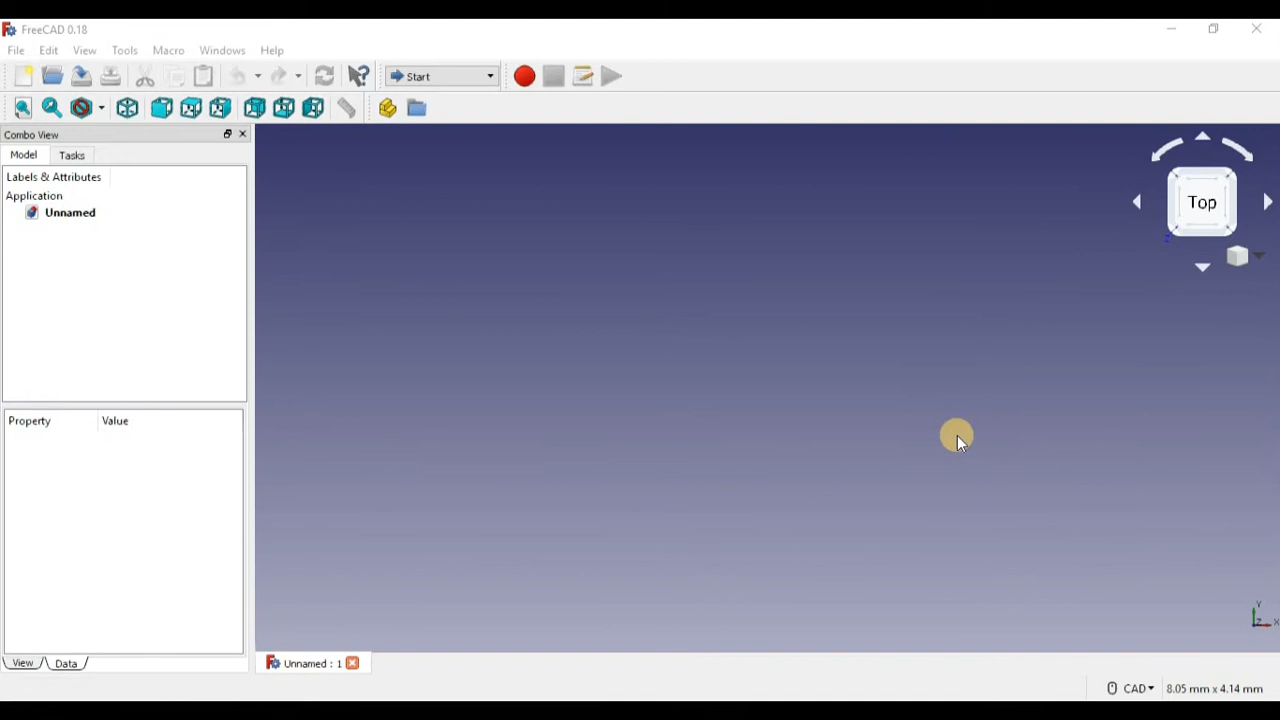 FreeCAD 0.18
File Edit View Tools Macro Windows Help
Start
Combo View
Model Tasks
Labels & Attributes
Application
Unnamed
Top
Z
Property Value
Y
Z X
View Data
Unnamed : 1
CAD 8.05 mm x 4.14 mm